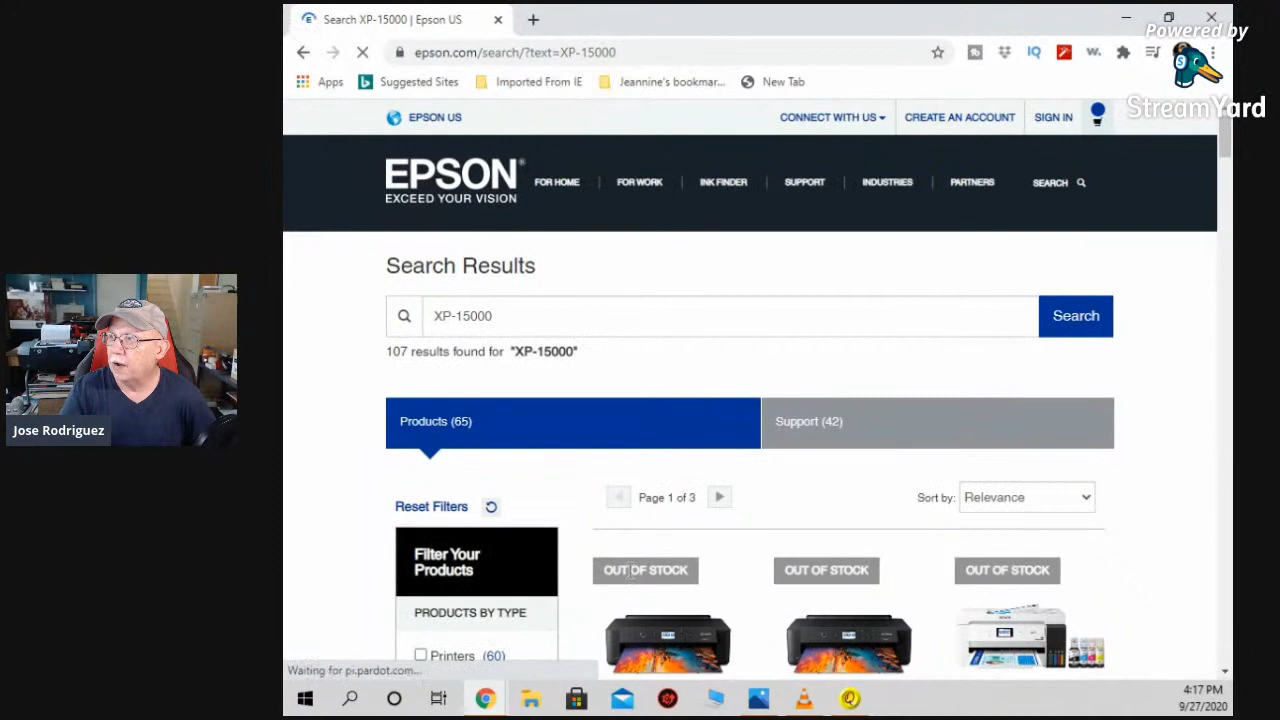 Search XP-15000 | Epson US
Powered by
StreamYard
epson.com/search/?text=XP-15000
Apps
Suggested Sites
Imported From IE
Jeannine's bookmar...
New Tab
EPSON US
CONNECT WITH US
CREATE AN ACCOUNT
SIGN IN
EPSON®
EXCEED YOUR VISION
FOR HOME
FOR WORK
INK FINDER
SUPPORT
INDUSTRIES
PARTNERS
SEARCH
Search Results
XP-15000
Search
107 results found for "XP-15000"
Products (65)
Support (42)
Jose Rodriguez
Reset Filters
Page 1 of 3
Sort by:
Relevance
Filter Your
Products
PRODUCTS BY TYPE
Printers (60)
OUT OF STOCK
OUT OF STOCK
OUT OF STOCK
Waiting for pi.pardot.com...
4:17 PM
9/27/2020